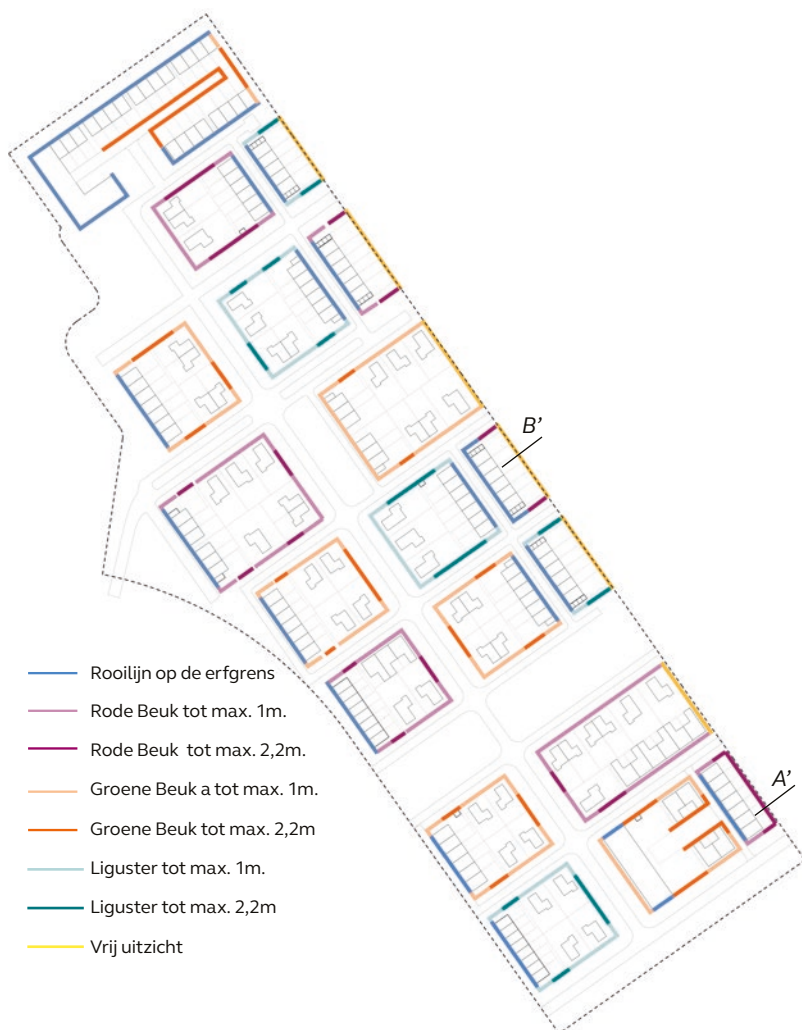 B’
A’
Rooilijn op de erfgrens
Rode Beuk tot max. 1m.
Rode Beuk tot max. 2,2m.
Groene Beuk a tot max. 1m.
Groene Beuk tot max. 2,2m
Liguster tot max. 1m.
Liguster tot max. 2,2m
Vrij uitzicht